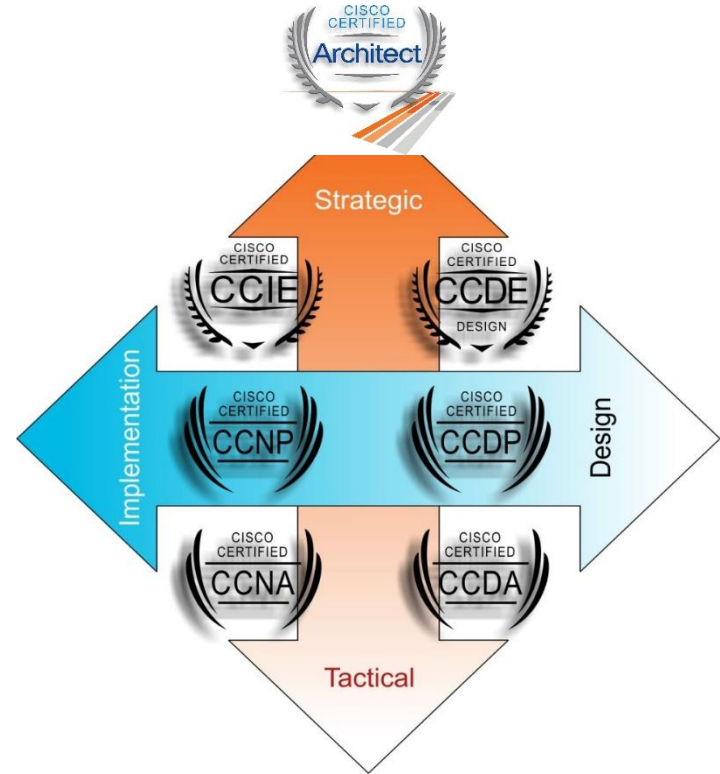 CISCO
CERTIFIED
Architect
Strategic
CISCO
CERTIFIED
CCIE
CISCO
CERTIFIED
CCDE
DESIGN
Implementation
CISCO
CERTIFIED
CCNP
CISCO
CERTIFIED
CCDP
Design
CISCO
CERTIFIED
CCNA
CISCO
CERTIFIED
CCDA
Tactical